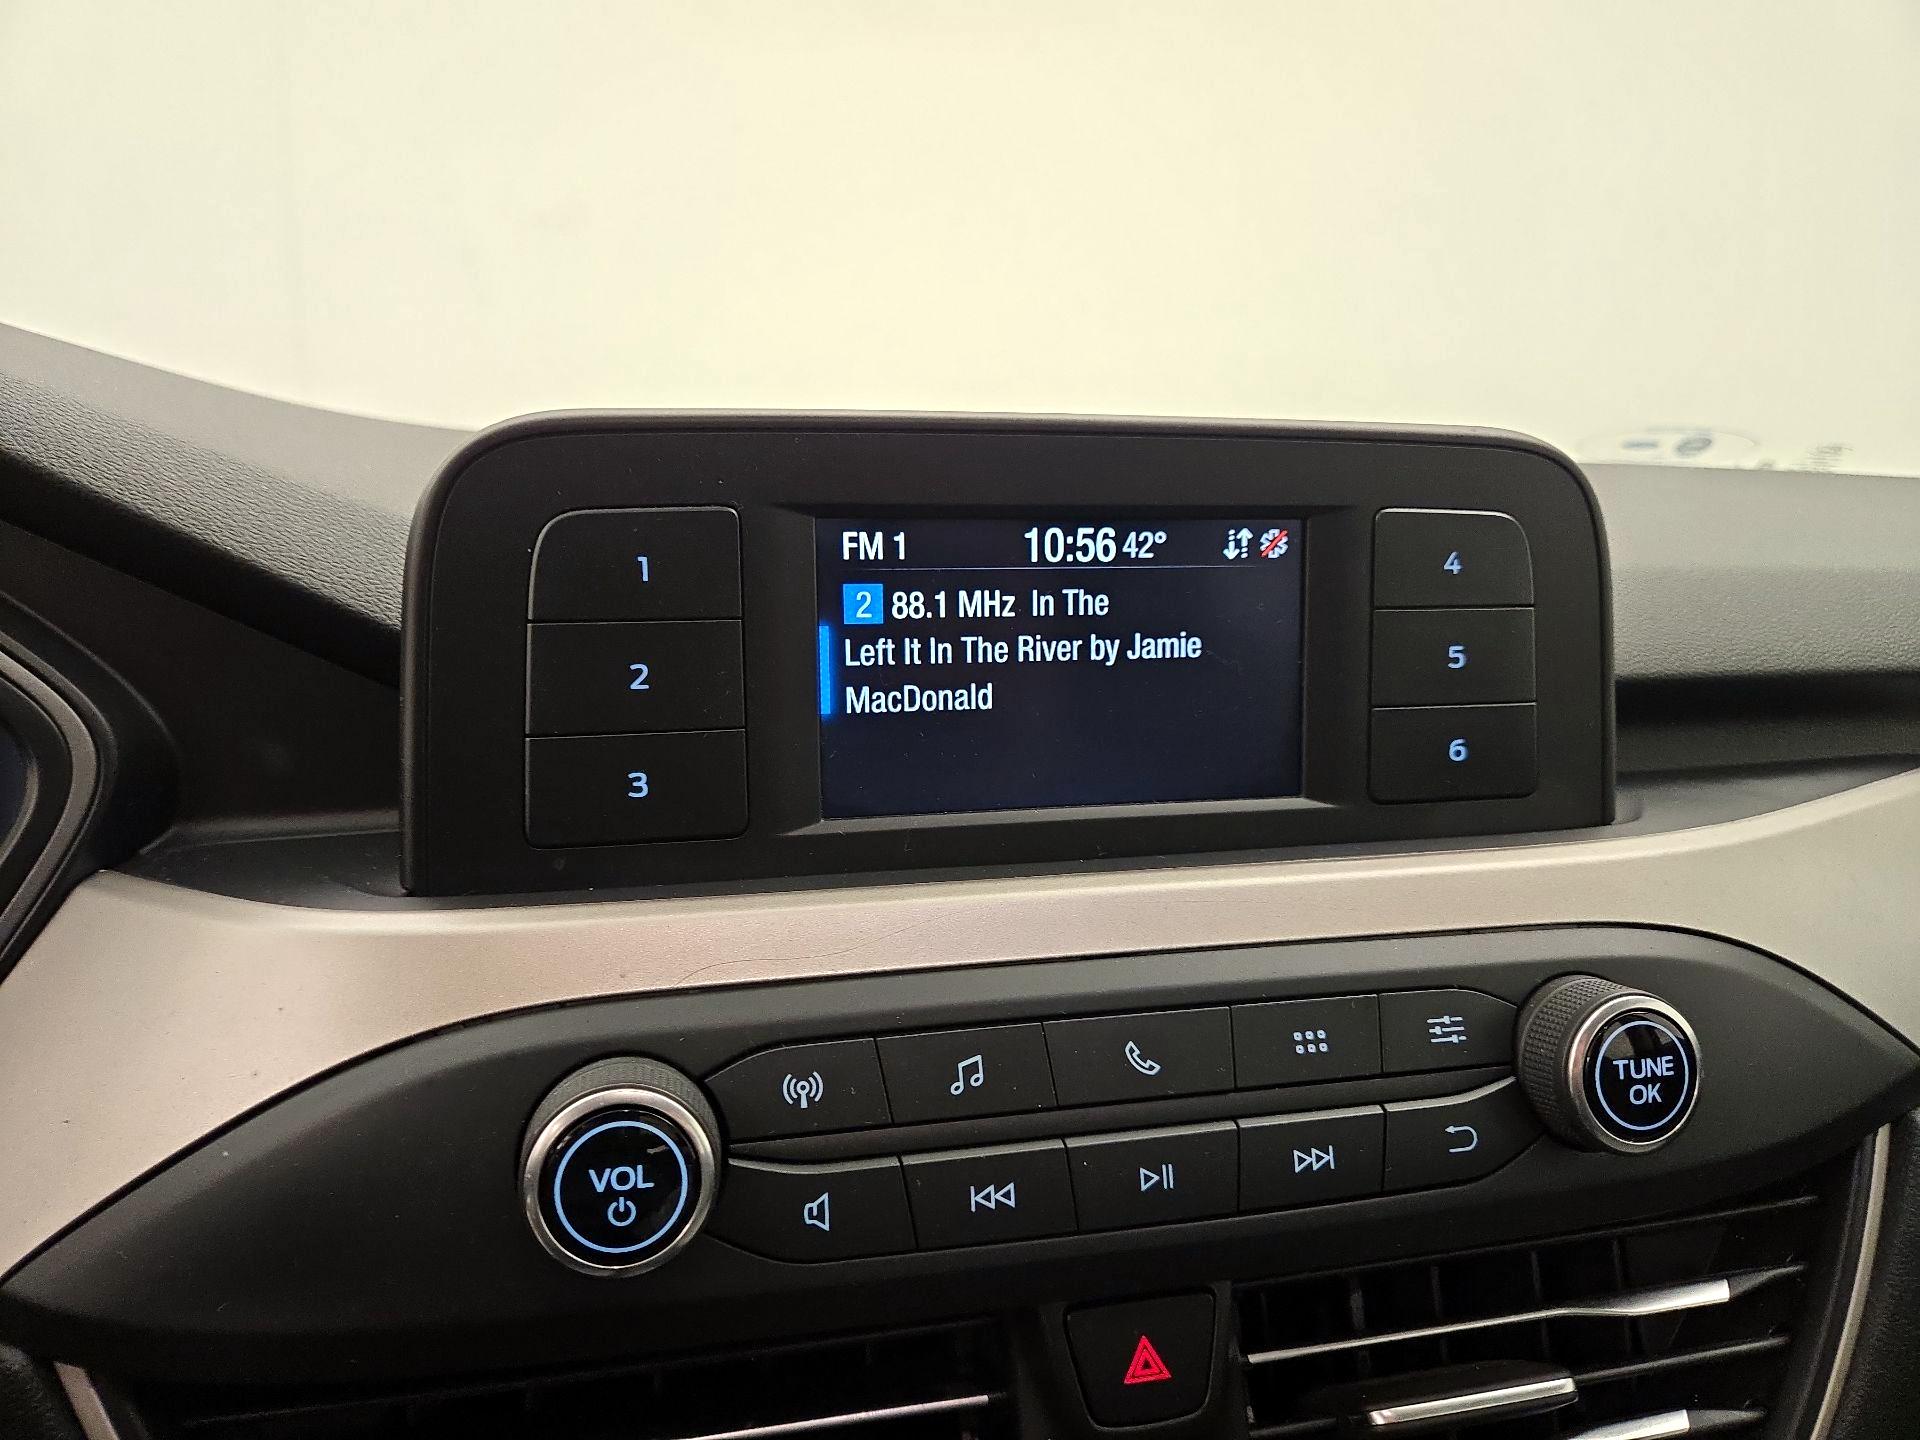 FM 1 10:56 42°
2 88.1 MHz In The
Left It In The River by Jamie
MacDonald
1
2
3
4
5
6
VOL
TUNE
OK